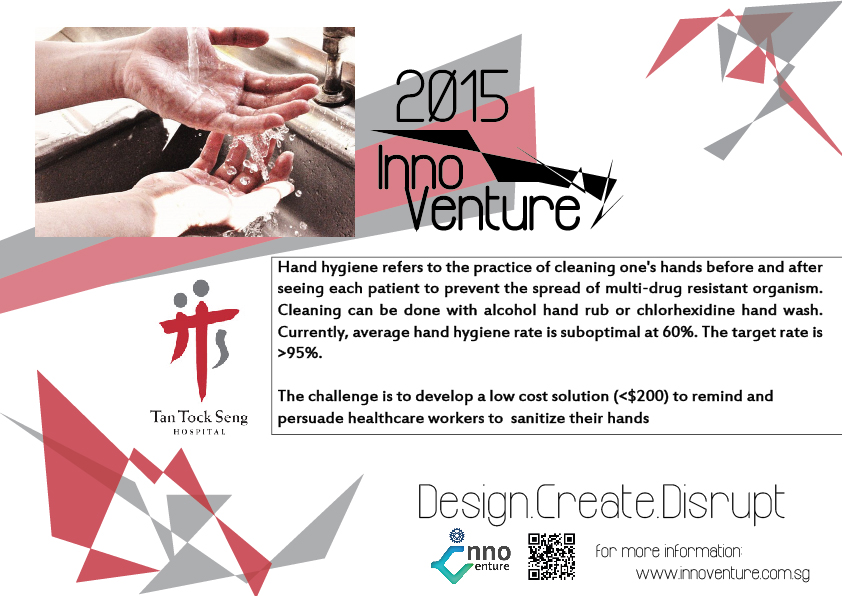 2015
Inno
Venture
Hand hygiene refers to the practice of cleaning one's hands before and after
seeing each patient to prevent the spread of multi-drug resistant organism.
Cleaning can be done with alcohol hand rub or chlorhexidine hand wash.
Currently, average hand hygiene rate is suboptimal at 60%. The target rate is
>95%.
The challenge is to develop a low cost solution (<$200) to remind and
persuade healthcare workers to  sanitize their hands
Tan Tock Seng
HOSPITAL
Design.Create.Disrupt
nno
enture
for more information:
www.innoventure.com.sg